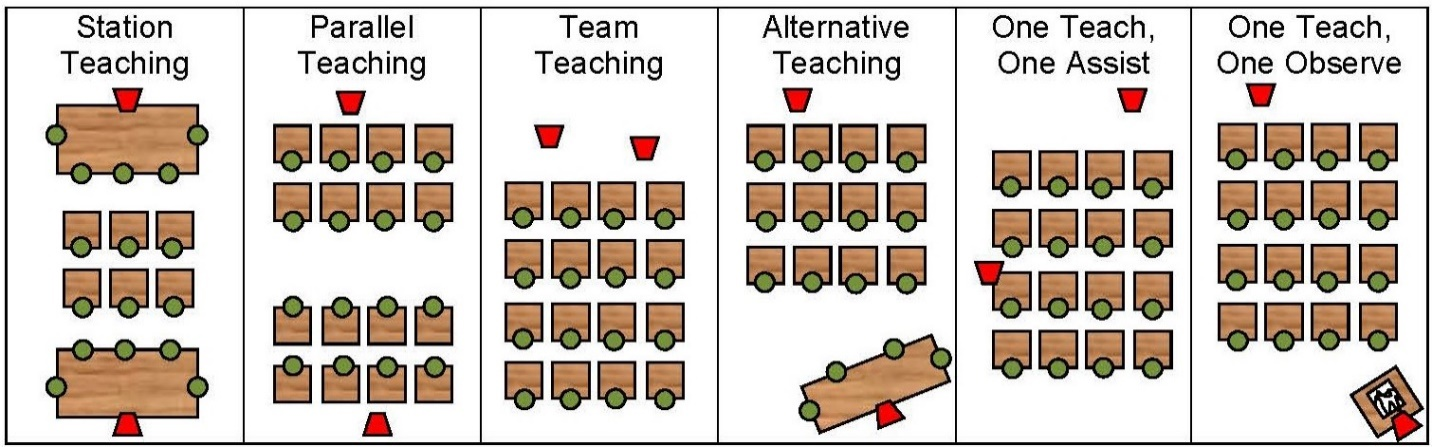 Station
Teaching
Parallel
Teaching
Team
Teaching
Alternative
Teaching
One Teach,
One Assist
One Teach,
One Observe